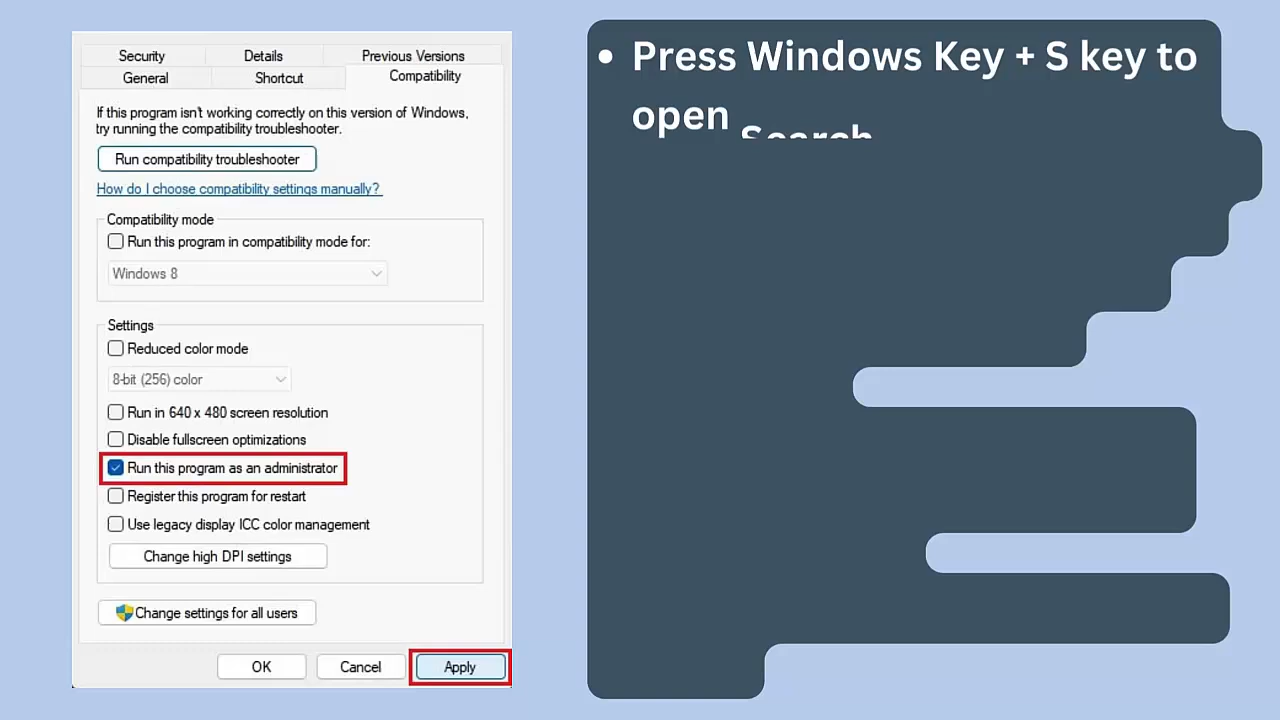 Security Details Previous Versions
General Shortcut Compatibility
If this program isn't working correctly on this version of Windows,
try running the compatibility troubleshooter.
Run compatibility troubleshooter
How do I choose compatibility settings manually?
Compatibility mode
Run this program in compatibility mode for:
Windows 8
Settings
Reduced color mode
8-bit (256) color
Run in 640 x 480 screen resolution
Disable fullscreen optimizations
Run this program as an administrator
Register this program for restart
Use legacy display ICC color management
Change high DPI settings
Change settings for all users
OK Cancel Apply
• Press Windows Key + S key to
open Search